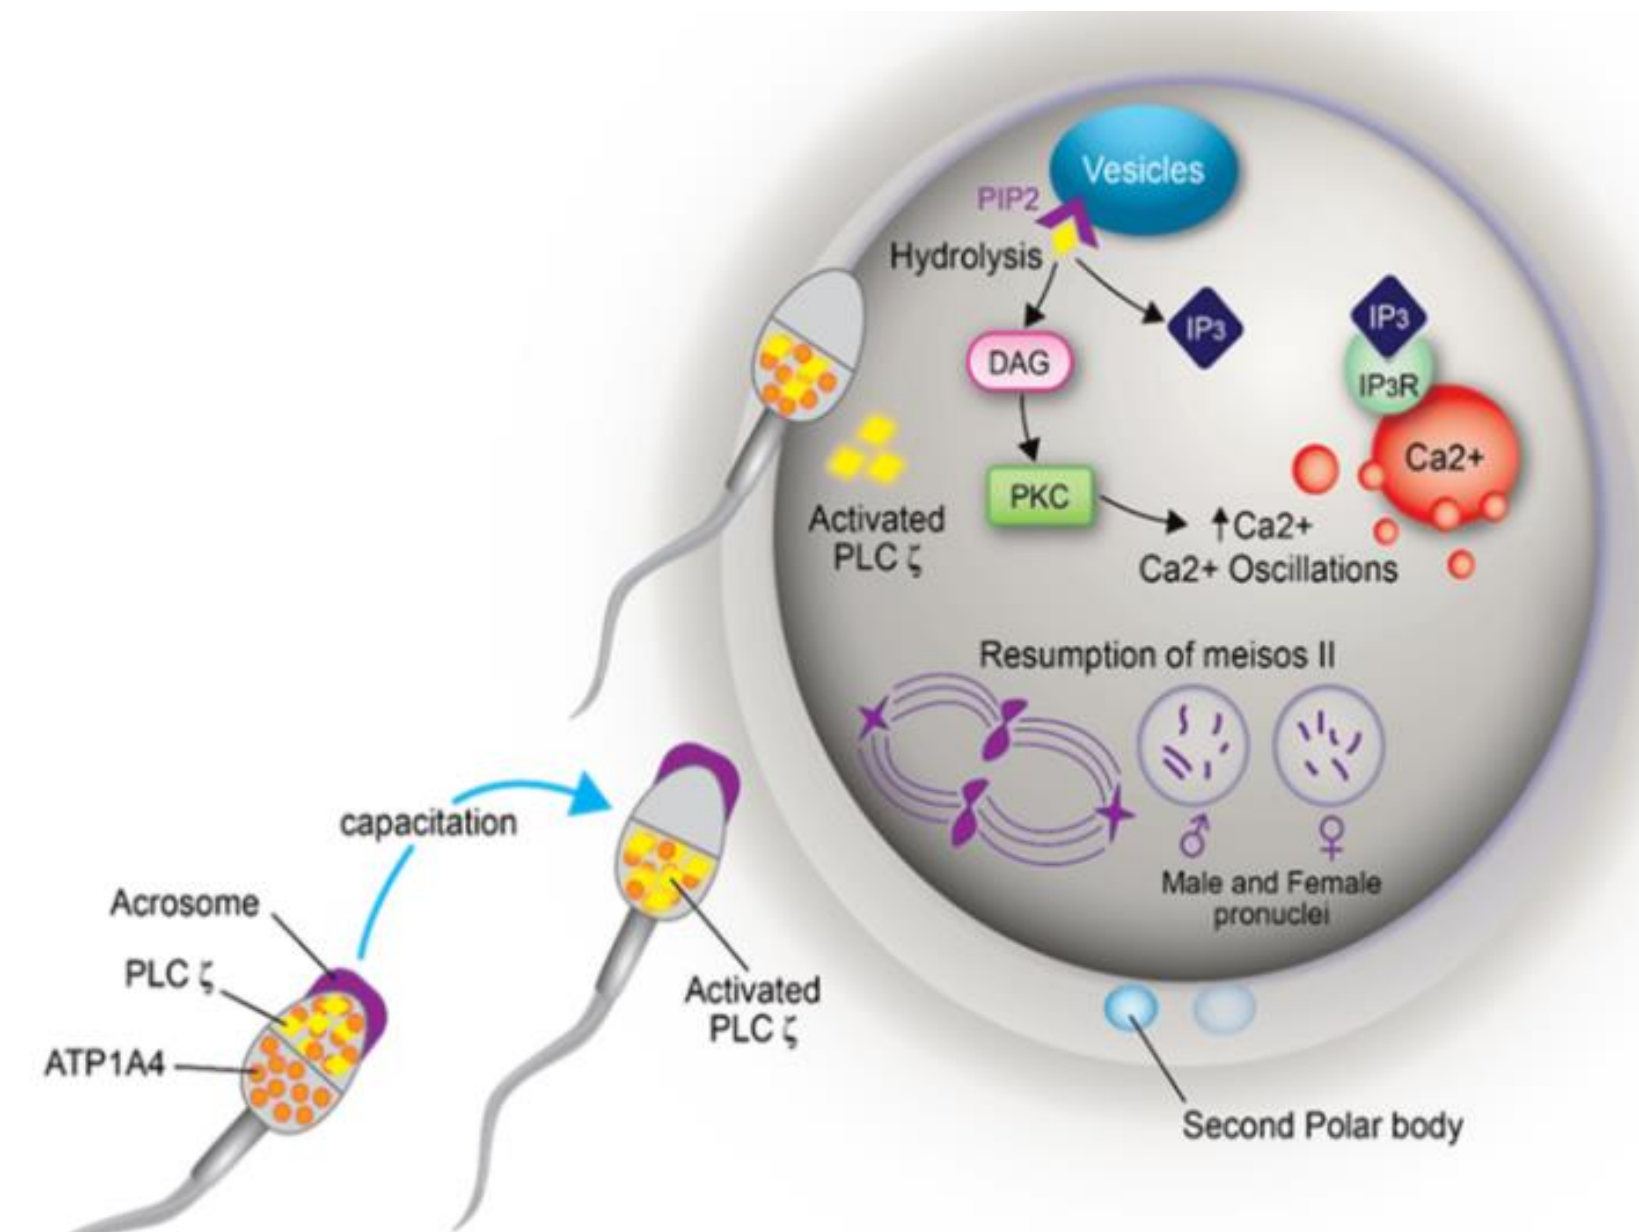 Vesicles
PIP2
Hydrolysis
IP3
IP3
DAG
IP3R
Ca2+
PKC
Activated
PLC ζ
↑Ca2+
Ca2+ Oscillations
Resumption of meisos II
♂
♀
Male and Female
pronuclei
capacitation
Acrosome
PLC ζ
ATP1A4
Activated
PLC ζ
Second Polar body